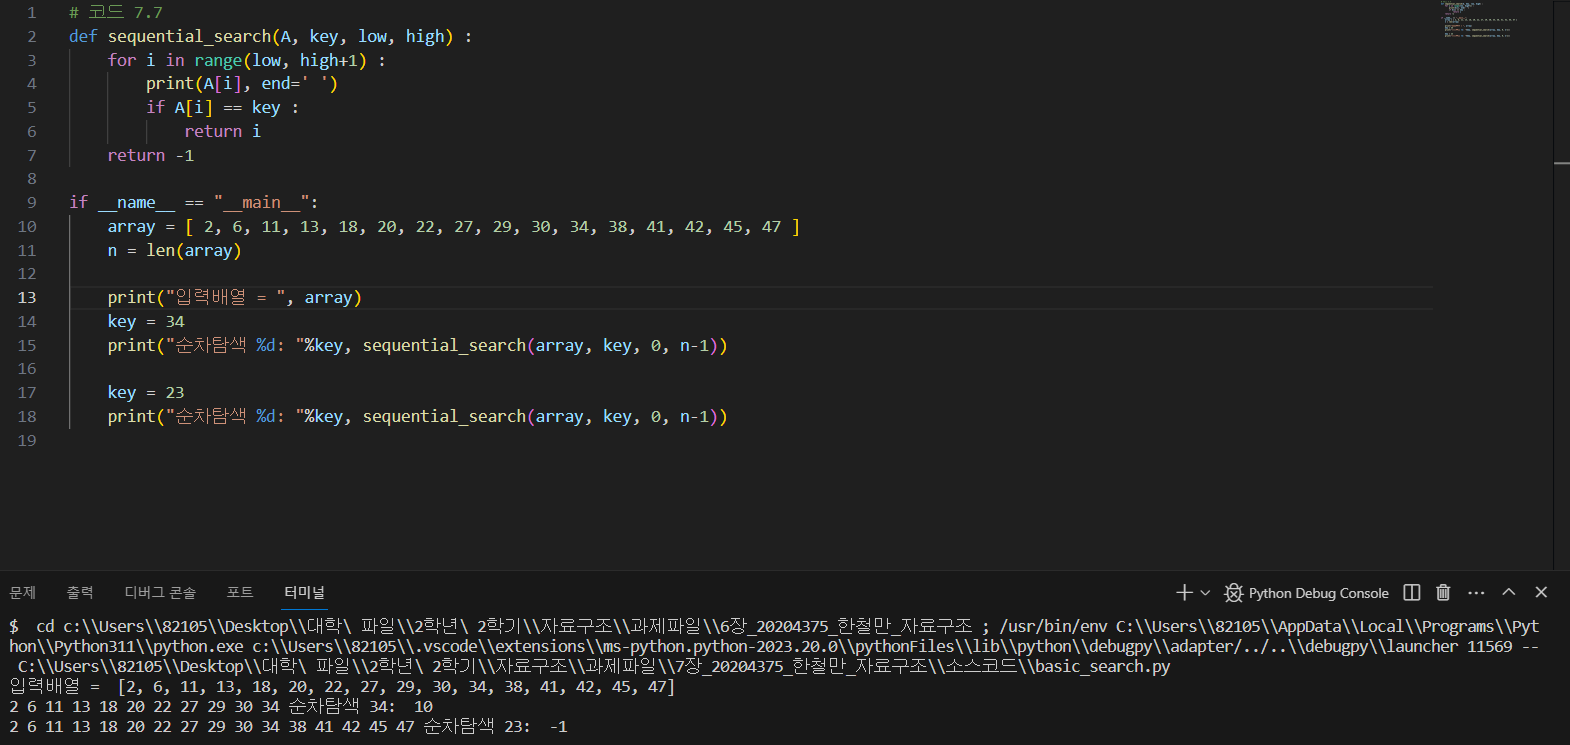 1 # 코드 7.7
2 def sequential_search(A, key, low, high) :
3     for i in range(low, high+1) :
4         print(A[i], end=' ')
5         if A[i] == key :
6             return i
7     return -1
8
9 if __name__ == "__main__":
10     array = [ 2, 6, 11, 13, 18, 20, 22, 27, 29, 30, 34, 38, 41, 42, 45, 47 ]
11     n = len(array)
12
13     print("입력배열 = ", array)
14     key = 34
15     print("순차탐색 %d: "%key, sequential_search(array, key, 0, n-1))
16
17     key = 23
18     print("순차탐색 %d: "%key, sequential_search(array, key, 0, n-1))
19
문제 출력 디버그 콘솔 포트 터미널 Python Debug Console
$  cd c:\\Users\\82105\\Desktop\\대학\ 파일\\2학년\ 2학기\\자료구조\\과제파일\\6장_20204375_한철만_자료구조 ; /usr/bin/env C:\\Users\\82105\\AppData\\Local\\Programs\\Pyt
hon\\Python311\\python.exe c:\\Users\\82105\\.vscode\\extensions\\ms-python.python-2023.20.0\\pythonFiles\\lib\\python\\debugpy\\adapter/../..\\debugpy\\launcher 11569 --
 C:\\Users\\82105\\Desktop\\대학\ 파일\\2학년\ 2학기\\자료구조\\과제파일\\7장_20204375_한철만_자료구조\\소스코드\\basic_search.py
입력배열 =  [2, 6, 11, 13, 18, 20, 22, 27, 29, 30, 34, 38, 41, 42, 45, 47]
2 6 11 13 18 20 22 27 29 30 34 순차탐색 34:  10
2 6 11 13 18 20 22 27 29 30 34 38 41 42 45 47 순차탐색 23:  -1